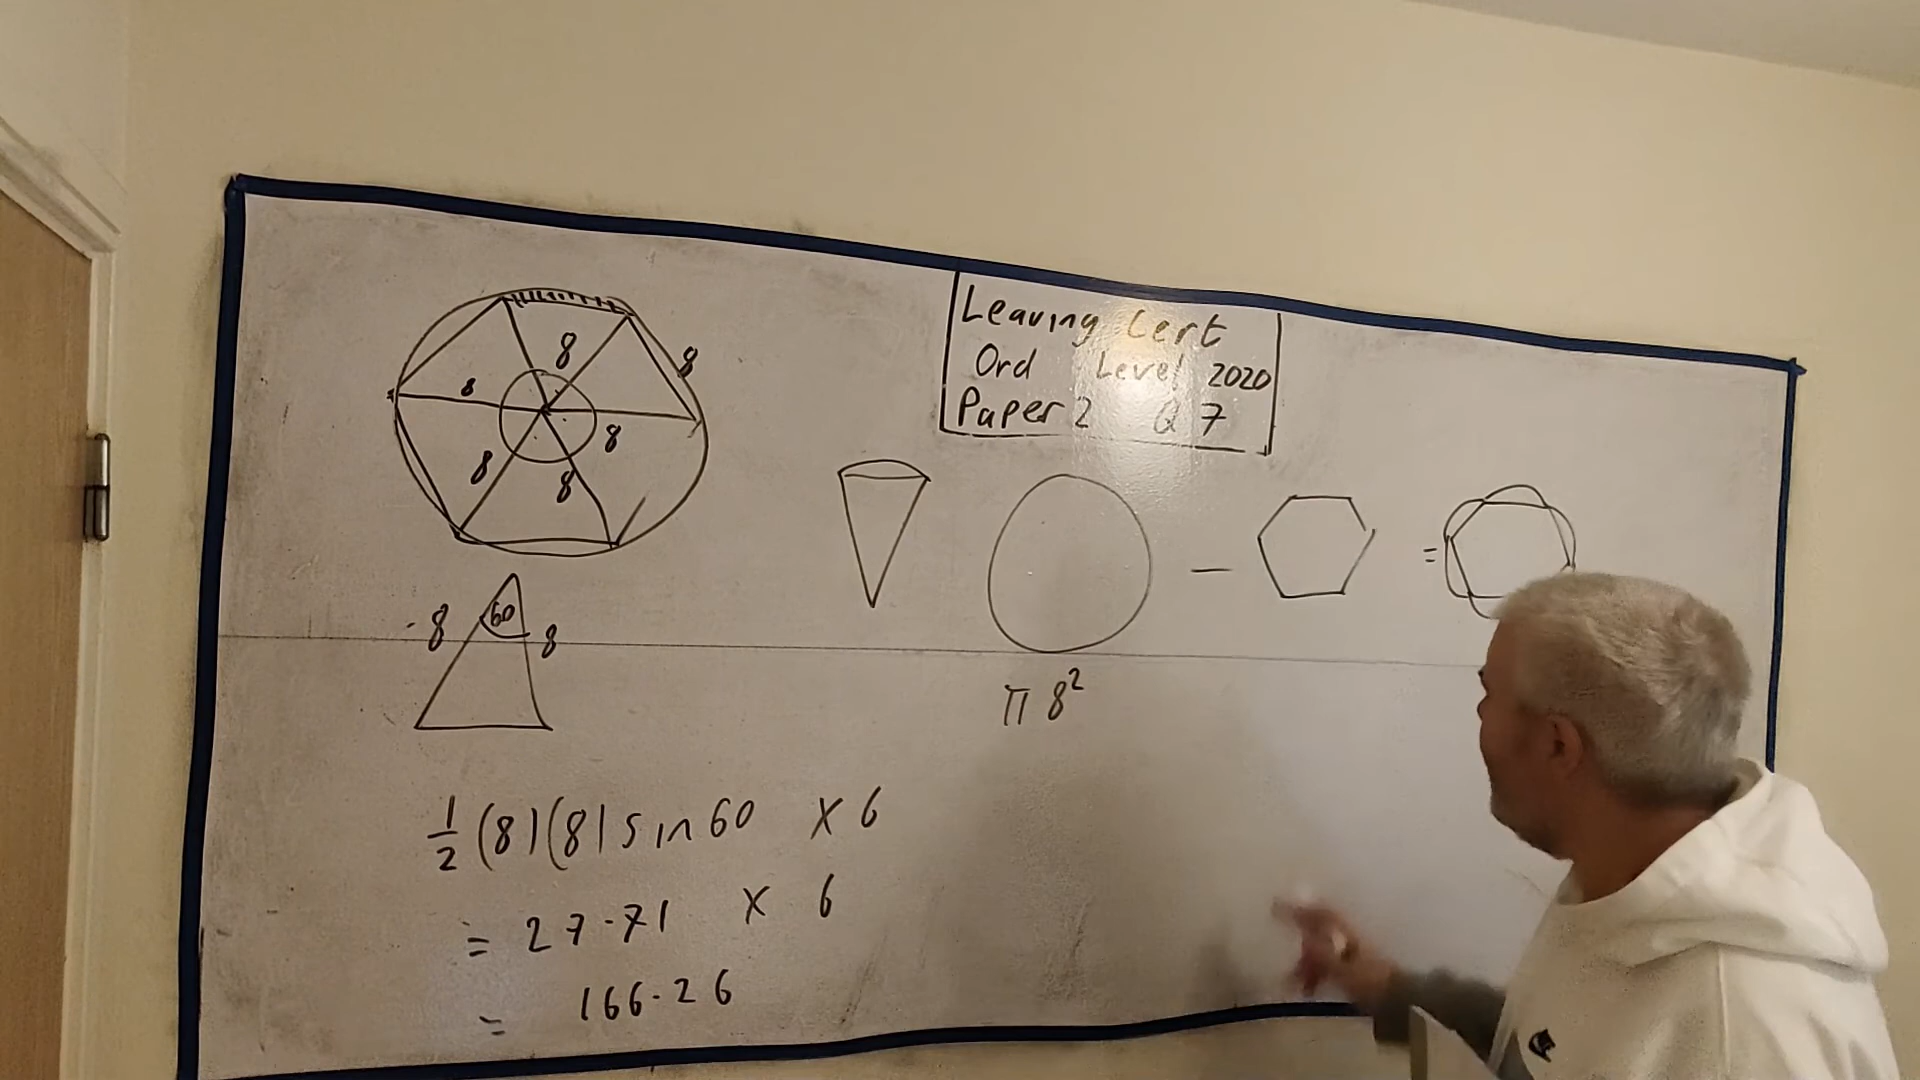 8
8
8
8
8
8
Leaving Cert
Ord Level 2020
Paper 2 Q 7
-
=
60
8
8
π 8²
1/2 (8)(8) sin 60 × 6
= 27.71 × 6
= 166.26